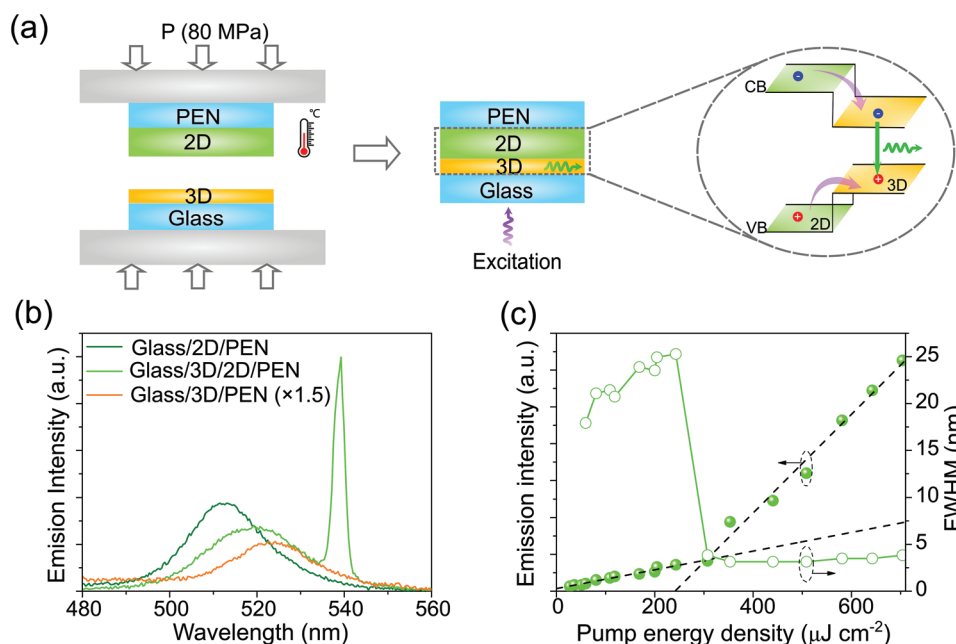 (a)
P (80 MPa)
PEN
2D
°C
3D
Glass
PEN
2D
3D
Glass
Excitation
CB
3D
2D
VB
(b)
Emission Intensity (a.u.)
Glass/2D/PEN
Glass/3D/2D/PEN
Glass/3D/PEN (×1.5)
480 500 520 540 560
Wavelength (nm)
(c)
Emission intensity (a.u.)
25
20
15
10
5
0
FWHM (nm)
0 200 400 600
Pump energy density (μJ cm-2)